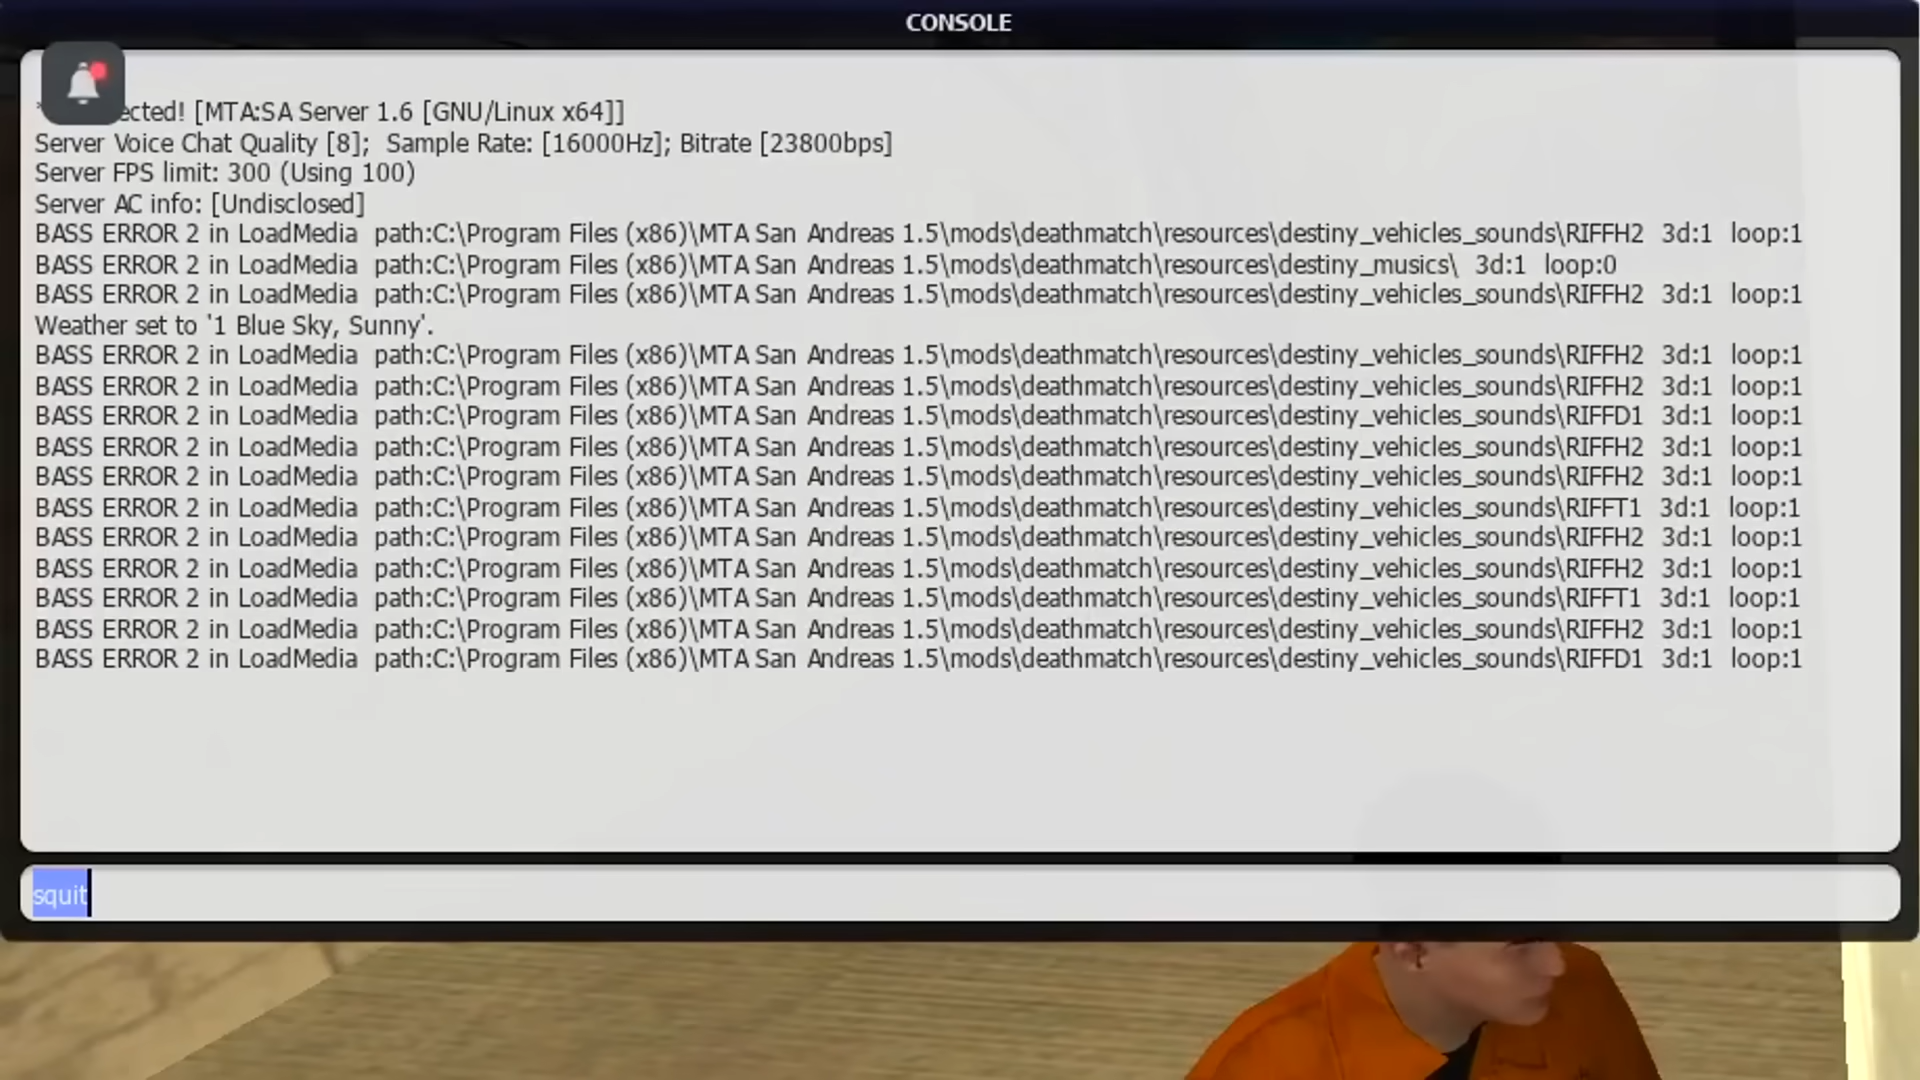 CONSOLE
ected! [MTA:SA Server 1.6 [GNU/Linux x64]]
Server Voice Chat Quality [8];  Sample Rate: [16000Hz]; Bitrate [23800bps]
Server FPS limit: 300 (Using 100)
Server AC info: [Undisclosed]
BASS ERROR 2 in LoadMedia  path:C:\Program Files (x86)\MTA San Andreas 1.5\mods\deathmatch\resources\destiny_vehicles_sounds\RIFFH2  3d:1  loop:1
BASS ERROR 2 in LoadMedia  path:C:\Program Files (x86)\MTA San Andreas 1.5\mods\deathmatch\resources\destiny_musics\  3d:1  loop:0
BASS ERROR 2 in LoadMedia  path:C:\Program Files (x86)\MTA San Andreas 1.5\mods\deathmatch\resources\destiny_vehicles_sounds\RIFFH2  3d:1  loop:1
Weather set to '1 Blue Sky, Sunny'.
BASS ERROR 2 in LoadMedia  path:C:\Program Files (x86)\MTA San Andreas 1.5\mods\deathmatch\resources\destiny_vehicles_sounds\RIFFH2  3d:1  loop:1
BASS ERROR 2 in LoadMedia  path:C:\Program Files (x86)\MTA San Andreas 1.5\mods\deathmatch\resources\destiny_vehicles_sounds\RIFFH2  3d:1  loop:1
BASS ERROR 2 in LoadMedia  path:C:\Program Files (x86)\MTA San Andreas 1.5\mods\deathmatch\resources\destiny_vehicles_sounds\RIFFD1  3d:1  loop:1
BASS ERROR 2 in LoadMedia  path:C:\Program Files (x86)\MTA San Andreas 1.5\mods\deathmatch\resources\destiny_vehicles_sounds\RIFFH2  3d:1  loop:1
BASS ERROR 2 in LoadMedia  path:C:\Program Files (x86)\MTA San Andreas 1.5\mods\deathmatch\resources\destiny_vehicles_sounds\RIFFH2  3d:1  loop:1
BASS ERROR 2 in LoadMedia  path:C:\Program Files (x86)\MTA San Andreas 1.5\mods\deathmatch\resources\destiny_vehicles_sounds\RIFFT1  3d:1  loop:1
BASS ERROR 2 in LoadMedia  path:C:\Program Files (x86)\MTA San Andreas 1.5\mods\deathmatch\resources\destiny_vehicles_sounds\RIFFH2  3d:1  loop:1
BASS ERROR 2 in LoadMedia  path:C:\Program Files (x86)\MTA San Andreas 1.5\mods\deathmatch\resources\destiny_vehicles_sounds\RIFFH2  3d:1  loop:1
BASS ERROR 2 in LoadMedia  path:C:\Program Files (x86)\MTA San Andreas 1.5\mods\deathmatch\resources\destiny_vehicles_sounds\RIFFT1  3d:1  loop:1
BASS ERROR 2 in LoadMedia  path:C:\Program Files (x86)\MTA San Andreas 1.5\mods\deathmatch\resources\destiny_vehicles_sounds\RIFFH2  3d:1  loop:1
BASS ERROR 2 in LoadMedia  path:C:\Program Files (x86)\MTA San Andreas 1.5\mods\deathmatch\resources\destiny_vehicles_sounds\RIFFD1  3d:1  loop:1
squit